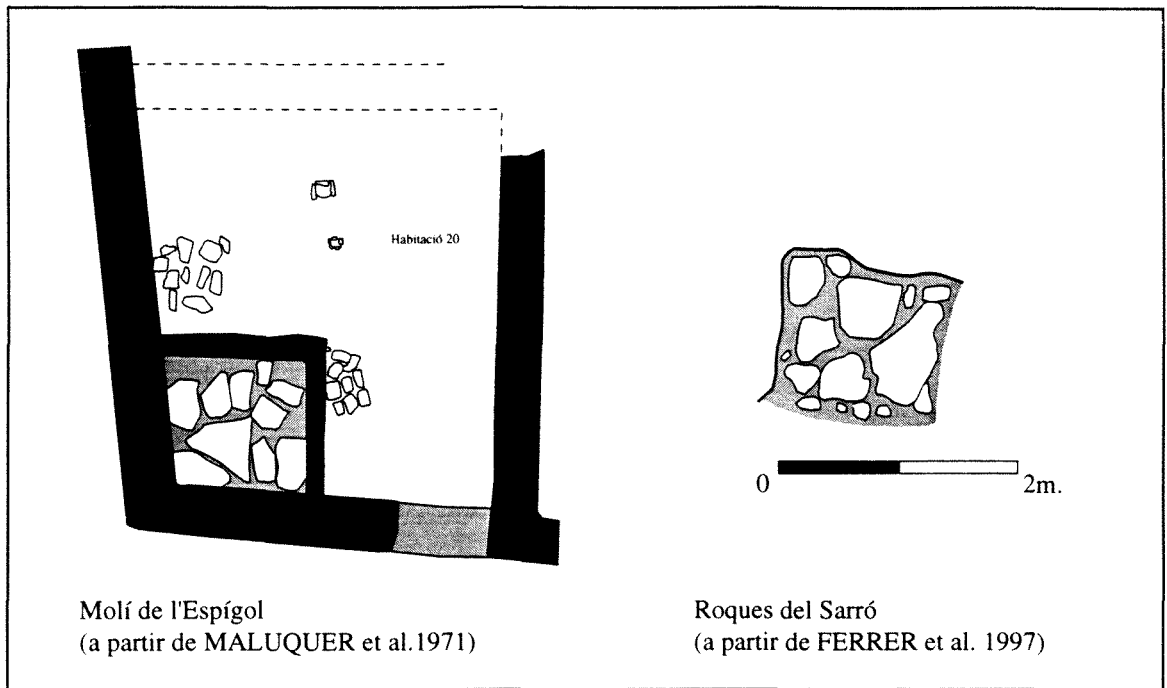 Habitació 20
0
2m.
Molí de l'Espígol
(a partir de MALUQUER et al.1971)
Roques del Sarró
(a partir de FERRER et al. 1997)